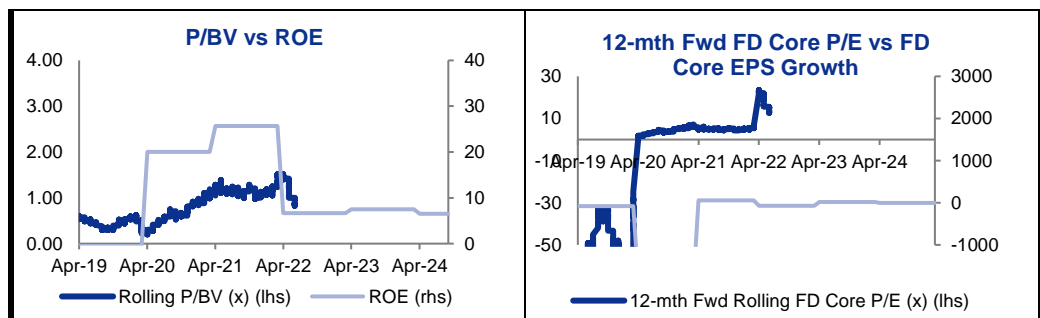 P/BV vs ROE
4.00
3.00
2.00
1.00
0.00
40
30
20
10
0
Apr-19
Apr-20
Apr-21
Apr-22
Apr-23
Apr-24
Rolling P/BV (x) (lhs)
ROE (rhs)
12-mth Fwd FD Core P/E vs FD
Core EPS Growth
30
10
-10
-30
-50
3000
2000
1000
0
-1000
Apr-19
Apr-20
Apr-21
Apr-22
Apr-23
Apr-24
12-mth Fwd Rolling FD Core P/E (x) (lhs)